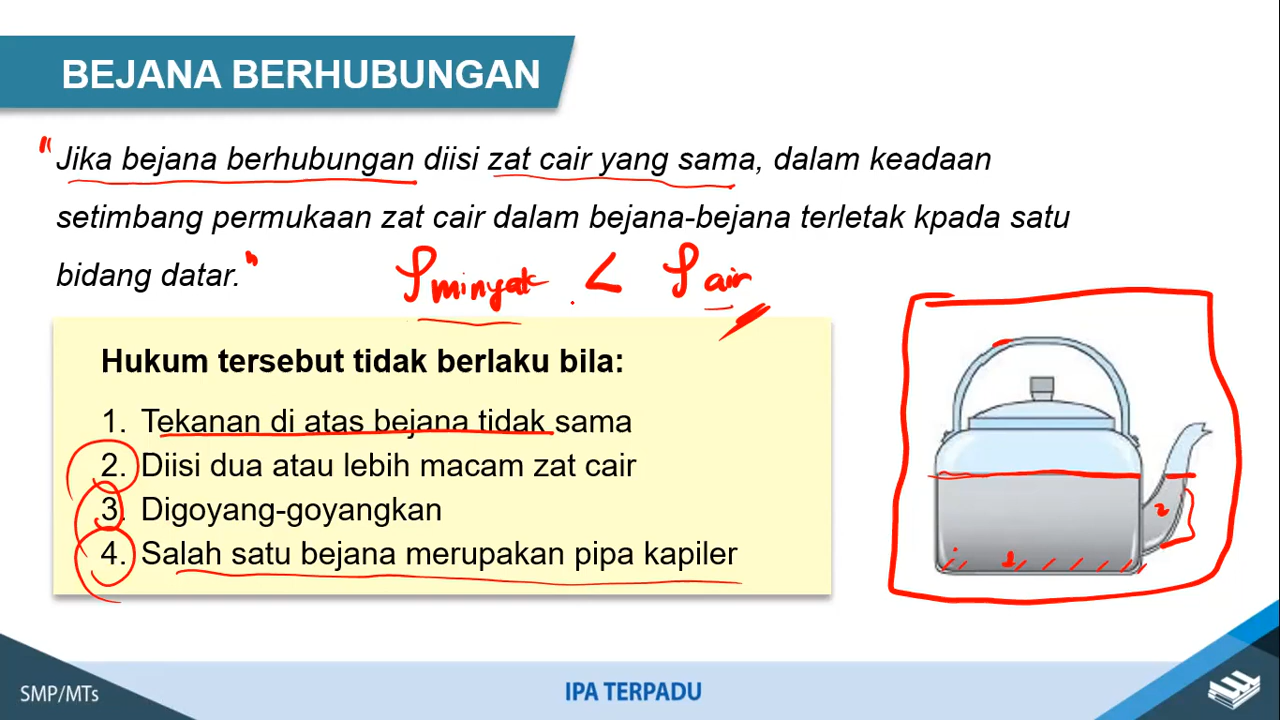 BEJANA BERHUBUNGAN
"Jika bejana berhubungan diisi zat cair yang sama, dalam keadaan
setimbang permukaan zat cair dalam bejana-bejana terletak kpada satu
bidang datar."
ρ minyak < ρ air
Hukum tersebut tidak berlaku bila:
1. Tekanan di atas bejana tidak sama
2. Diisi dua atau lebih macam zat cair
3. Digoyang-goyangkan
4. Salah satu bejana merupakan pipa kapiler
2
1
SMP/MTs
IPA TERPADU